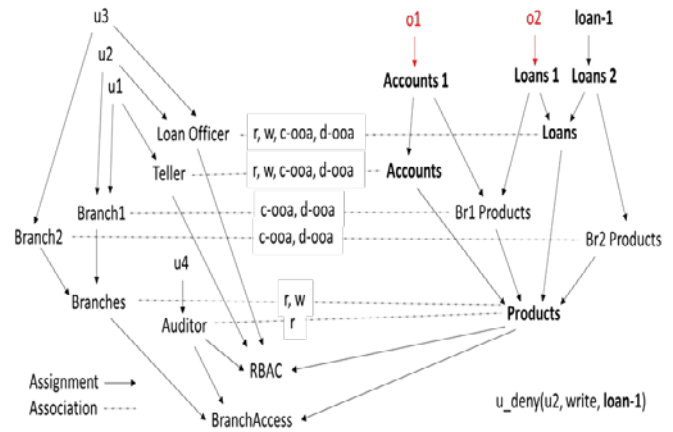 u3
o1
o2
loan-1
u2
u1
Accounts 1
Loans 1
Loans 2
Loan Officer
r, w, c-ooa, d-ooa
Loans
Teller
r, w, c-ooa, d-ooa
Accounts
Branch1
c-ooa, d-ooa
Br1 Products
Branch2
c-ooa, d-ooa
Br2 Products
u4
Branches
r, w
Auditor
r
Products
RBAC
Assignment
Association
BranchAccess
u_deny(u2, write, loan-1)